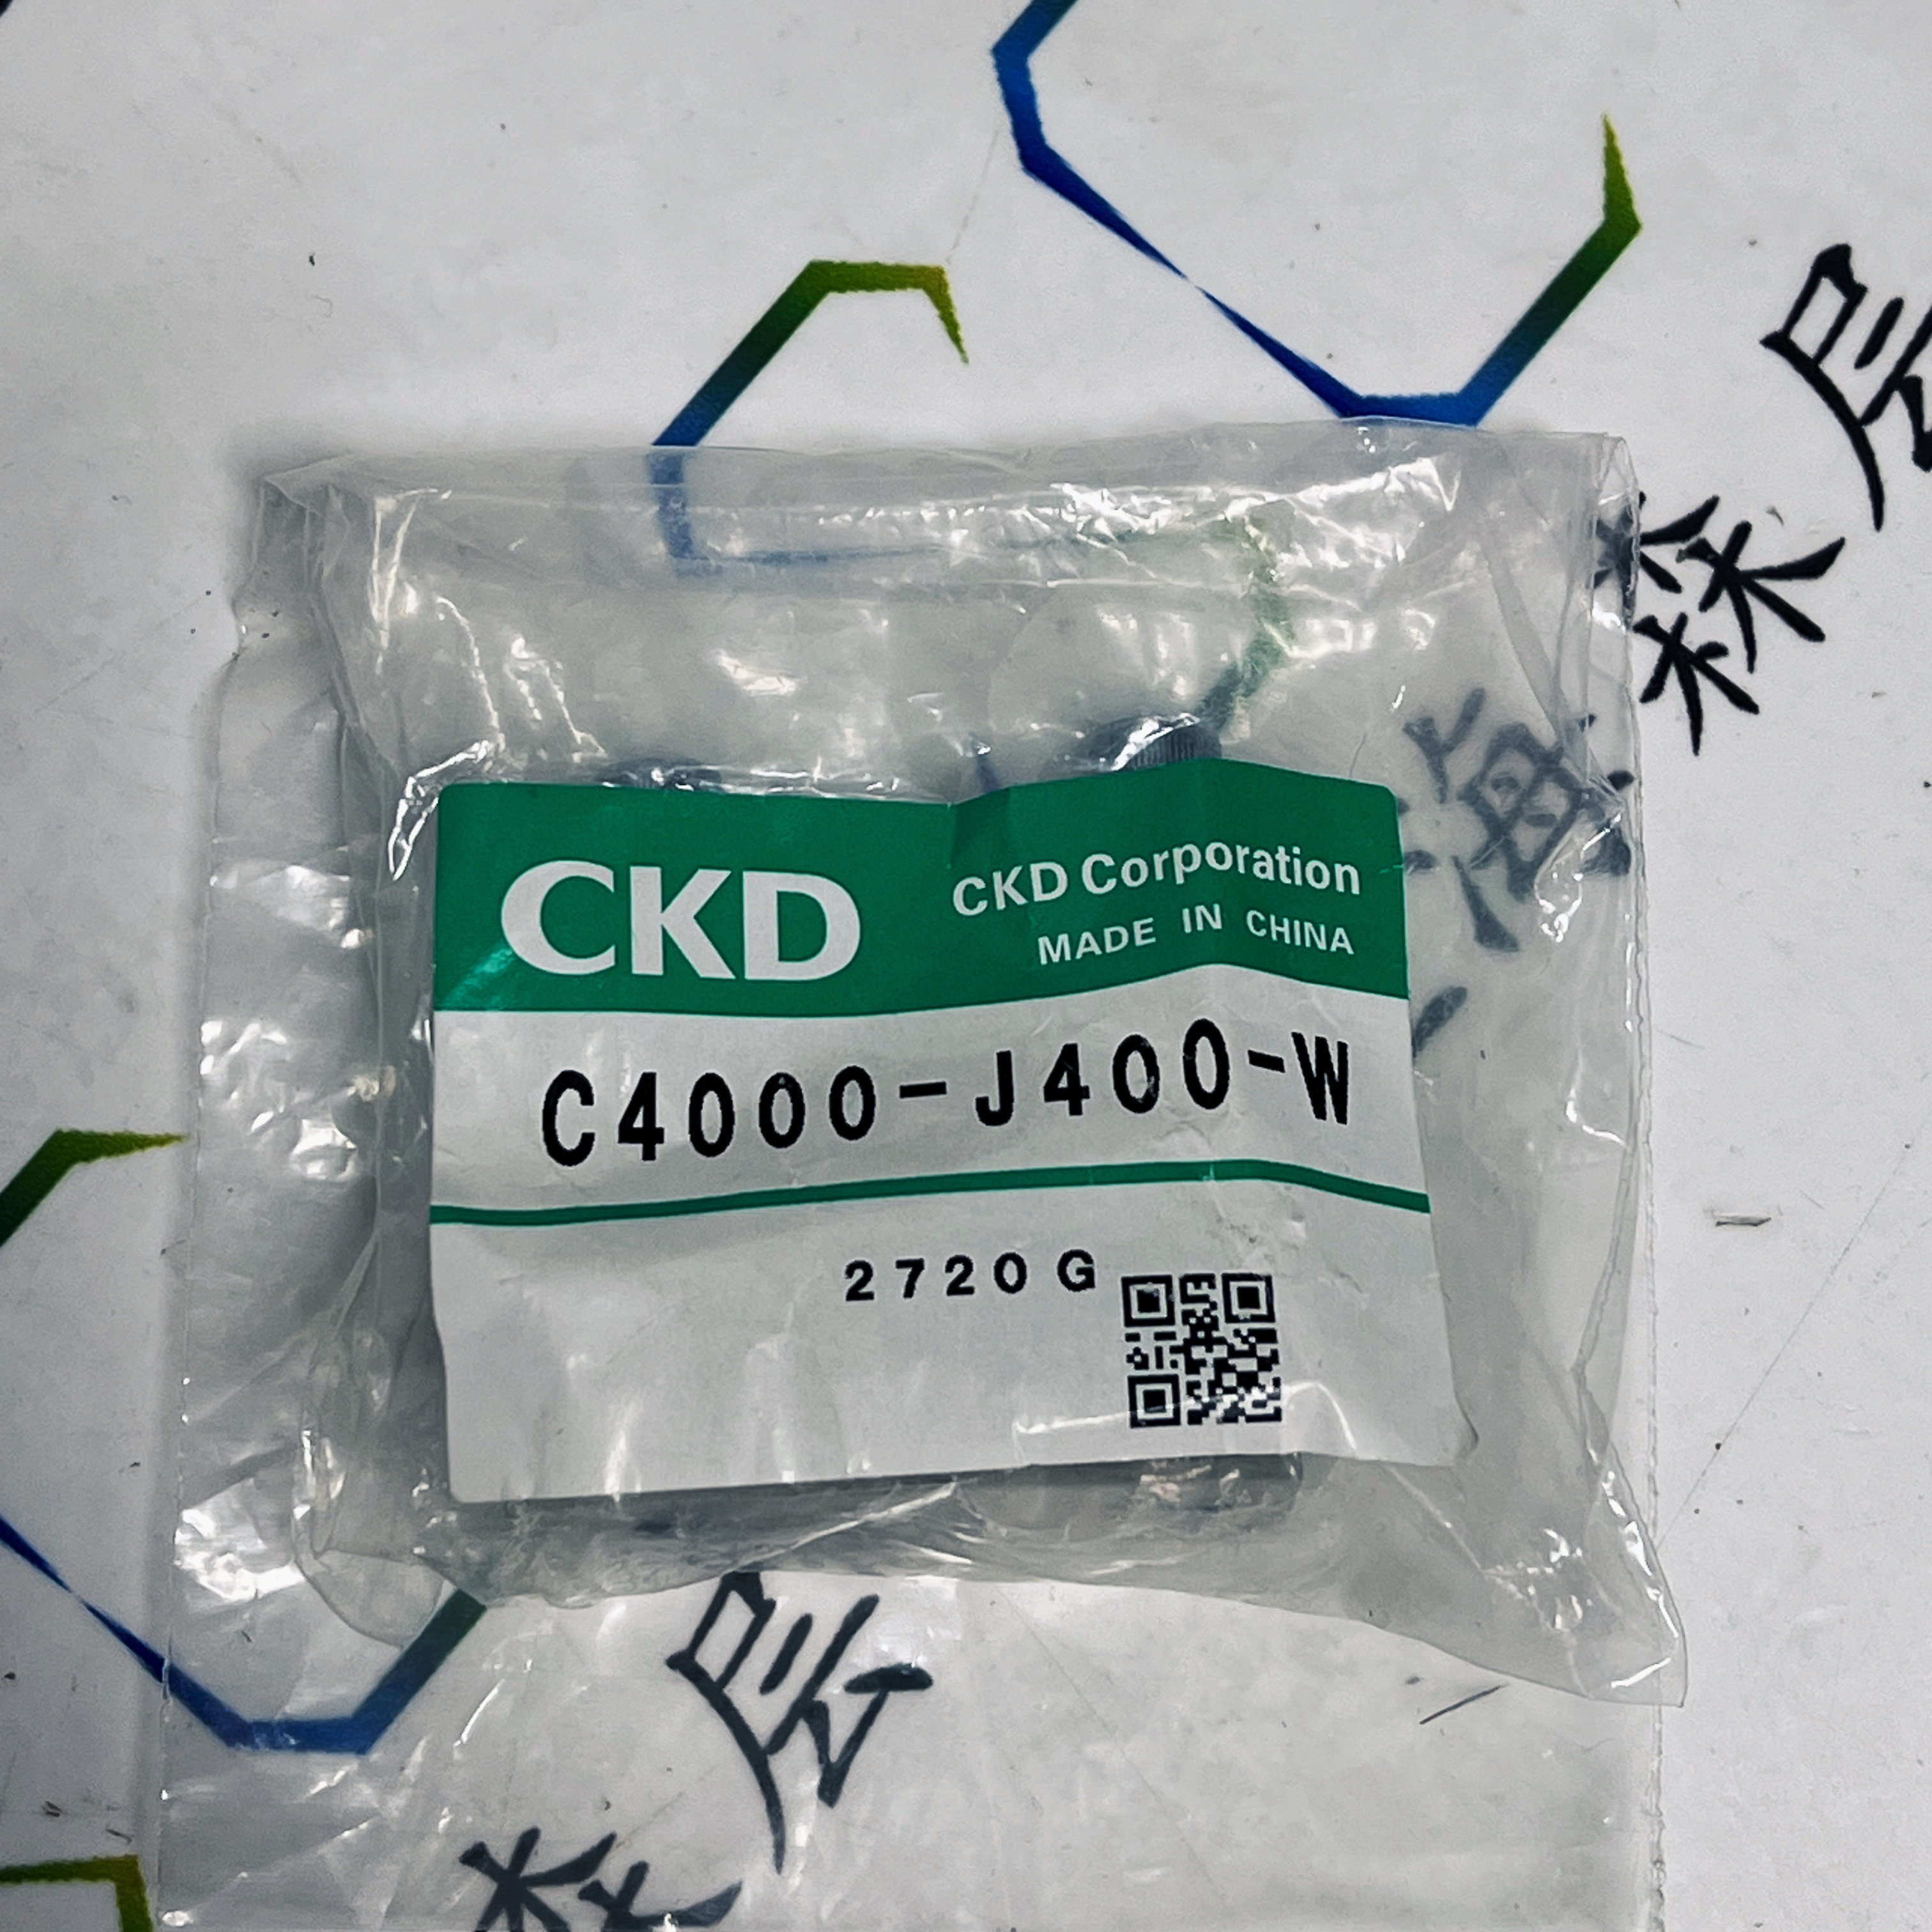 CKD
CKD Corporation
MADE IN CHINA
C4000-J400-W
2720G